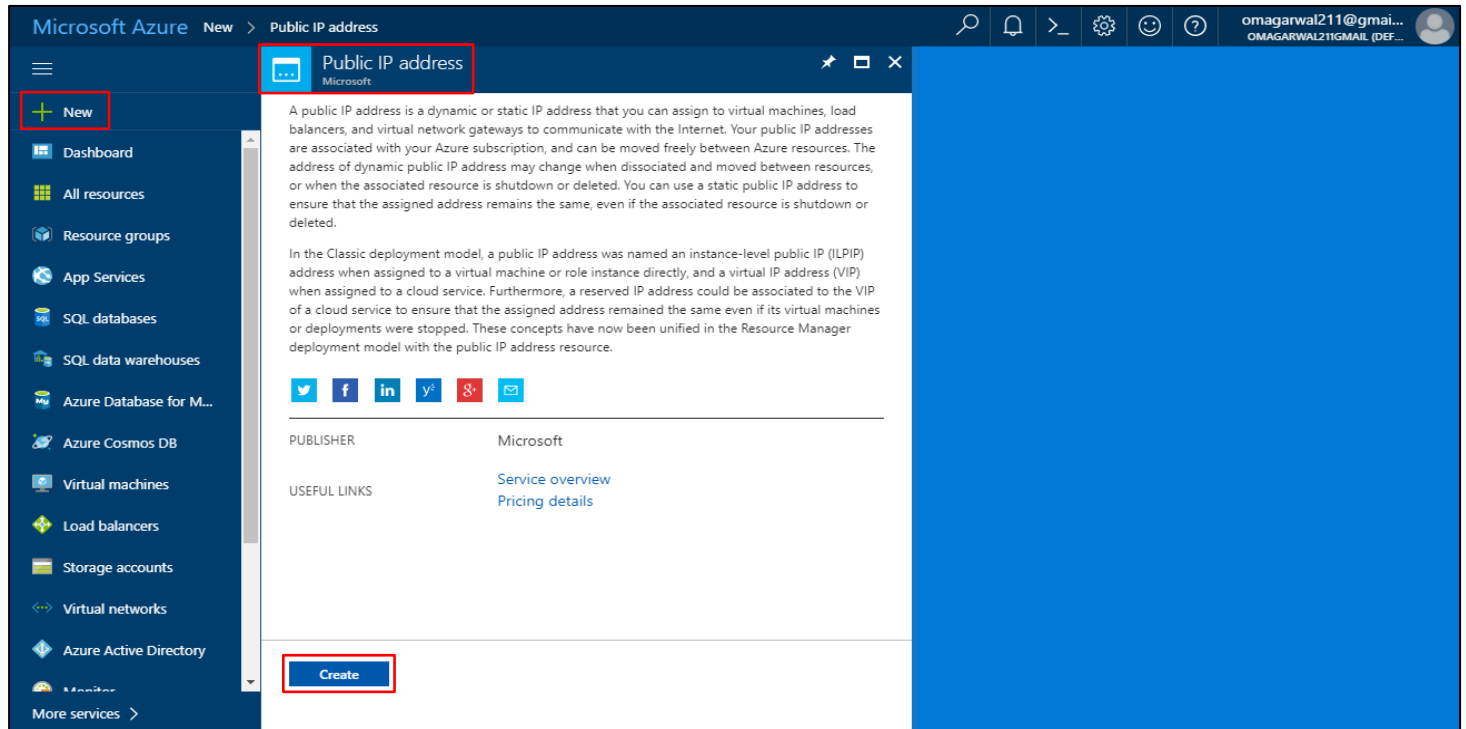 Microsoft Azure New > Public IP address
omagarwal211@gmai...
OMAGARWAL211GMAIL (DEF...
Public IP address
Microsoft
New
Dashboard
All resources
Resource groups
App Services
SQL databases
SQL data warehouses
Azure Database for M...
Azure Cosmos DB
Virtual machines
Load balancers
Storage accounts
Virtual networks
Azure Active Directory
Monitor
More services >
A public IP address is a dynamic or static IP address that you can assign to virtual machines, load
balancers, and virtual network gateways to communicate with the Internet. Your public IP addresses
are associated with your Azure subscription, and can be moved freely between Azure resources. The
address of dynamic public IP address may change when dissociated and moved between resources,
or when the associated resource is shutdown or deleted. You can use a static public IP address to
ensure that the assigned address remains the same, even if the associated resource is shutdown or
deleted.
In the Classic deployment model, a public IP address was named an instance-level public IP (ILPIP)
address when assigned to a virtual machine or role instance directly, and a virtual IP address (VIP)
when assigned to a cloud service. Furthermore, a reserved IP address could be associated to the VIP
of a cloud service to ensure that the assigned address remained the same even if its virtual machines
or deployments were stopped. These concepts have now been unified in the Resource Manager
deployment model with the public IP address resource.
PUBLISHER Microsoft
USEFUL LINKS
Service overview
Pricing details
Create